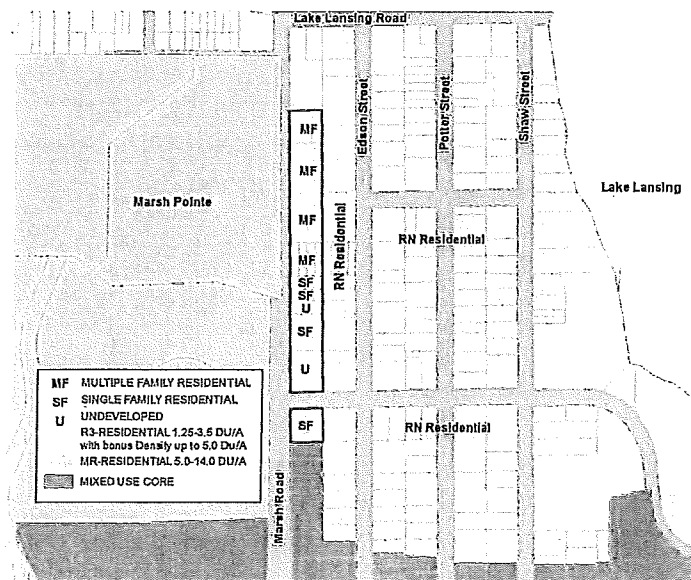 Lake Lansing Road
MF
Edson Street
Potter Street
Shaw Street
MF
Lake Lansing
Marsh Pointe
MF
RN Residential
RN Residential
MF
SF
SF
U
SF
U
MF MULTIPLE FAMILY RESIDENTIAL
SF SINGLE FAMILY RESIDENTIAL
U UNDEVELOPED
R3-RESIDENTIAL 1.25-3.5 DU/A
with bonus Density up to 5.0 Du/A
MR-RESIDENTIAL 5.0-14.0 DU/A
MIXED USE CORE
SF
RN Residential
Marsh Road